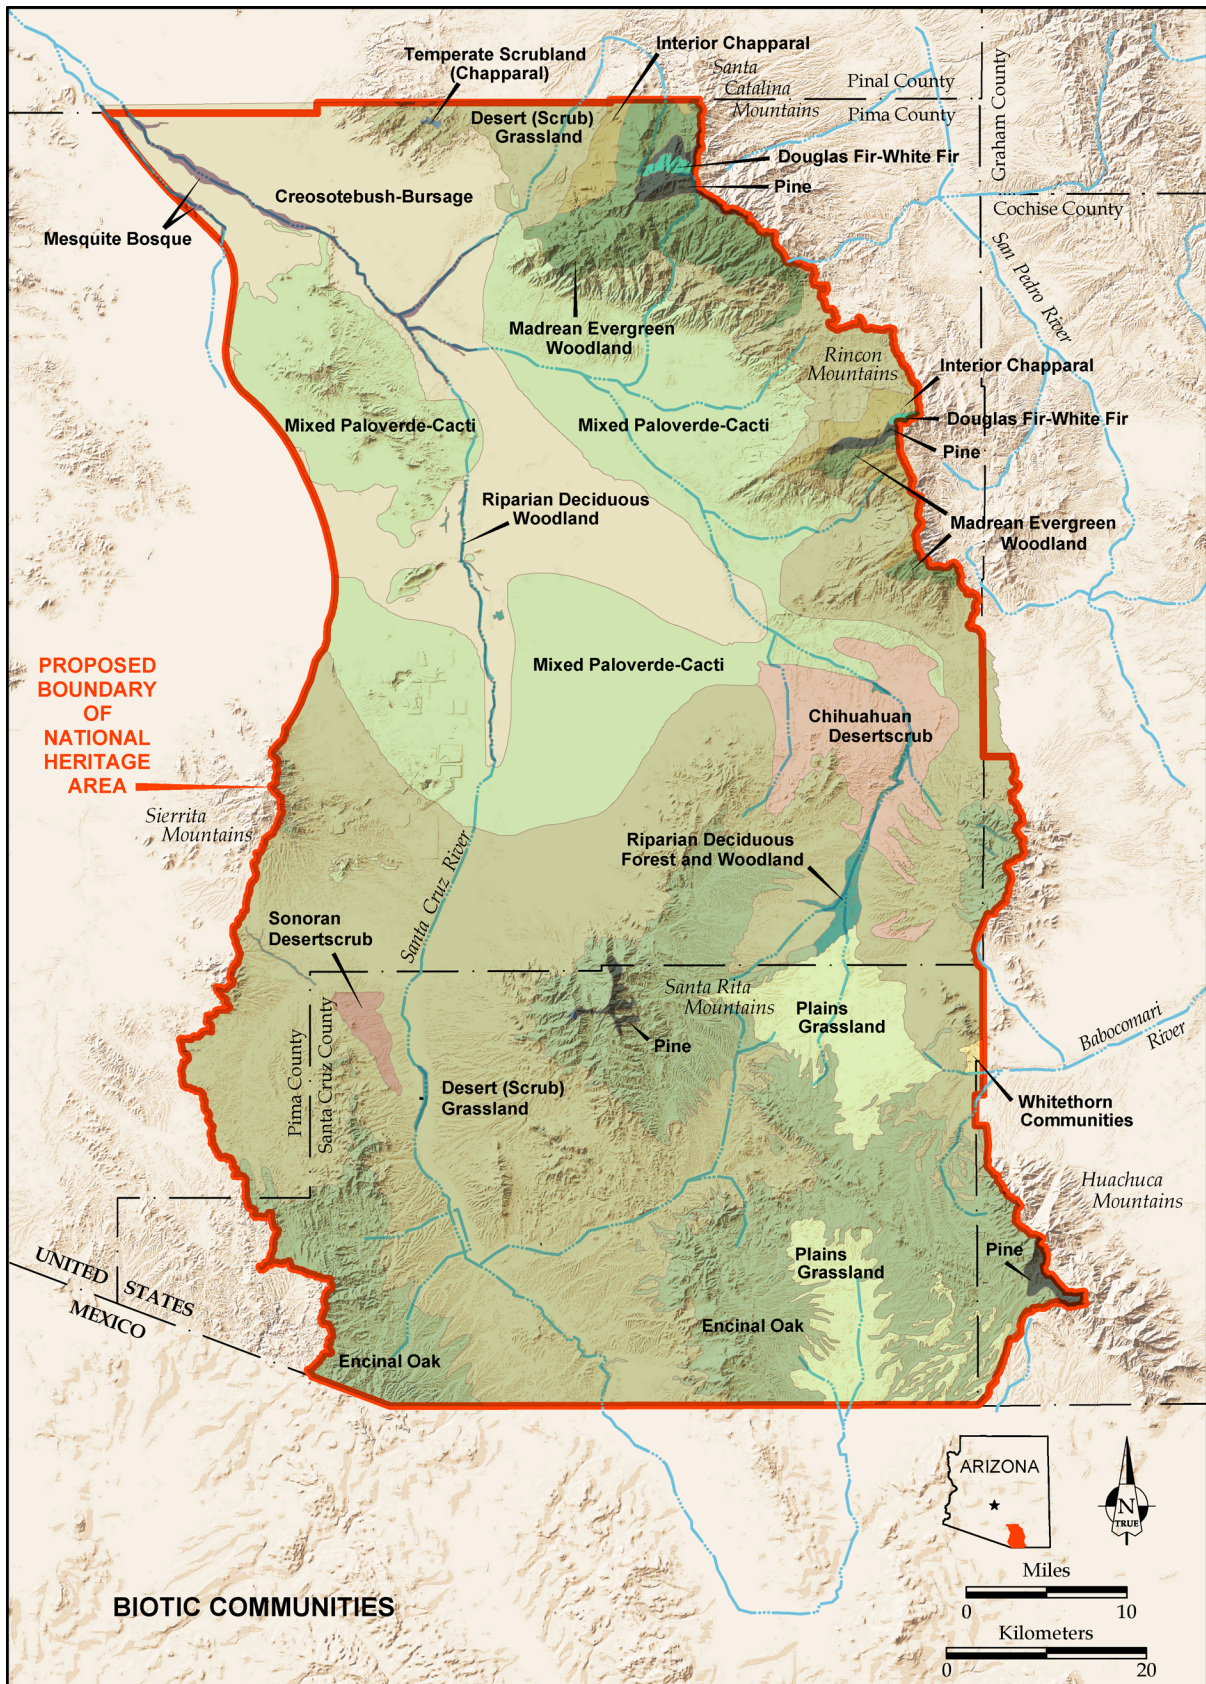 Interior Chapparal
Temperate Scrubland
(Chapparal)
Santa
Catalina
Mountains
Pinal County
Pima County
Graham County
Desert (Scrub)
Grassland
Douglas Fir-White Fir
Pine
Creosotebush-Bursage
Cochise County
Mesquite Bosque
San Pedro River
Madrean Evergreen
Woodland
Rincon
Mountains
Interior Chapparal
Mixed Paloverde-Cacti
Mixed Paloverde-Cacti
Douglas Fir-White Fir
Pine
Riparian Deciduous
Woodland
Madrean Evergreen
Woodland
Mixed Paloverde-Cacti
PROPOSED
BOUNDARY
OF
NATIONAL
HERITAGE
AREA
Chihuahuan
Desertscrub
Sierrita
Mountains
Riparian Deciduous
Forest and Woodland
Santa Cruz River
Sonoran
Desertscrub
Santa Rita
Mountains
Plains
Grassland
Pima County
Santa Cruz County
Pine
Babocomari
River
Desert (Scrub)
Grassland
Whitethorn
Communities
Huachuca
Mountains
Pine
Plains
Grassland
UNITED STATES
MEXICO
Encinal Oak
Encinal Oak
ARIZONA
N
TRUE
Miles
0 10
Kilometers
0 20
BIOTIC COMMUNITIES